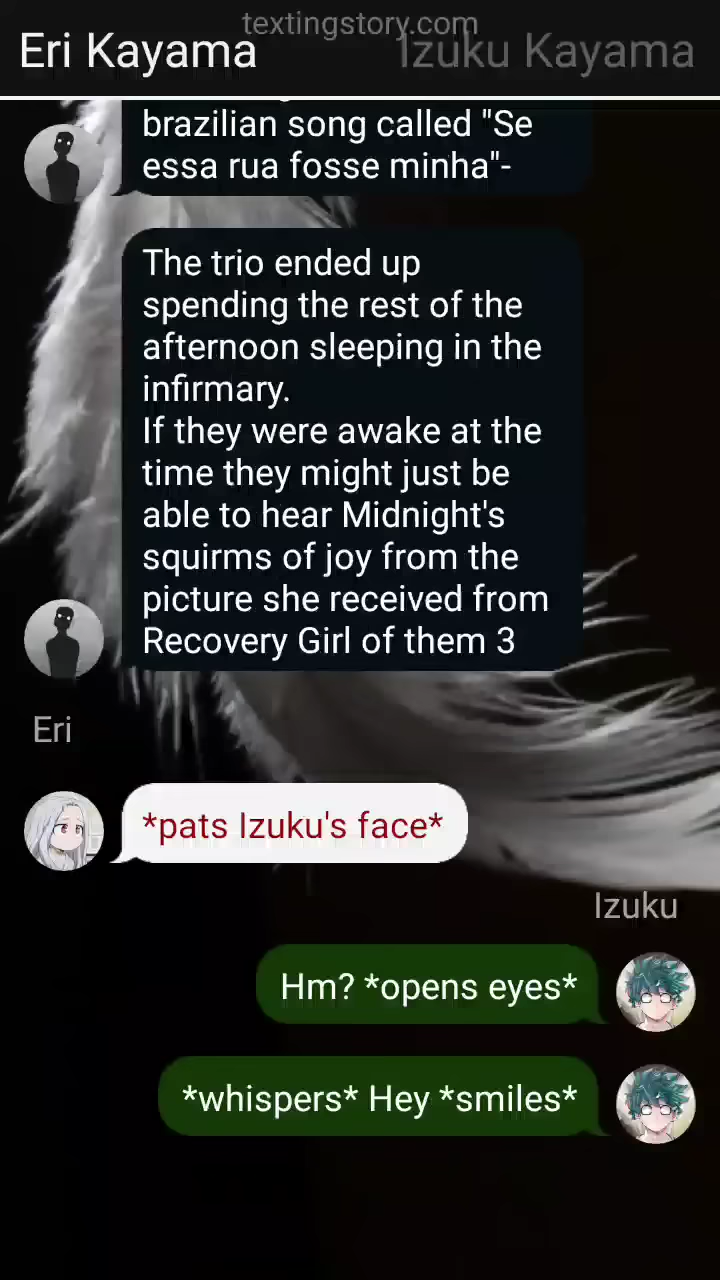 textingstory.com
Eri Kayama
Izuku Kayama
brazilian song called "Se
essa rua fosse minha"-
The trio ended up
spending the rest of the
afternoon sleeping in the
infirmary.
If they were awake at the
time they might just be
able to hear Midnight's
squirms of joy from the
picture she received from
Recovery Girl of them 3
Eri
*pats Izuku's face*
Izuku
Hm? *opens eyes*
*whispers* Hey *smiles*